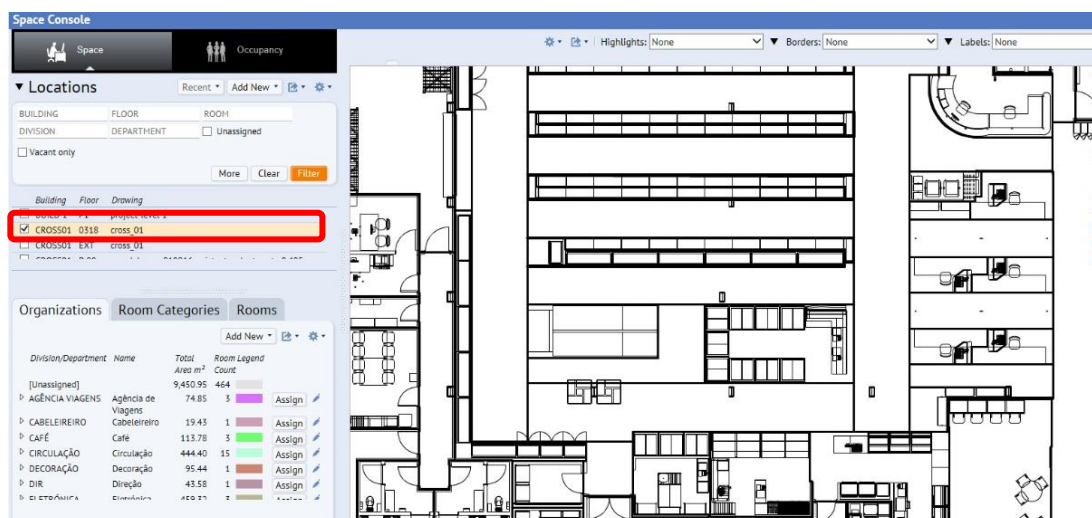 Space Console
Space Occupancy
Highlights: None Borders: None Labels: None
Locations Recent Add New
BUILDING FLOOR ROOM
DIVISION DEPARTMENT Unassigned
Vacant only
More Clear Filter
Building Floor Drawing
CROSS01 0318 cross_01
CROSS01 EXT cross_01
Organizations Room Categories Rooms
Add New
Division/Department Name Total Area m² Room Count Legend
[Unassigned] 9,450.95 464
AGÊNCIA VIAGENS Agência de Viagens 74.85 3 Assign
CABELEIREIRO Cabeleireiro 19.43 1 Assign
CAFÉ Café 113.78 3 Assign
CIRCULAÇÃO Circulação 444.40 15 Assign
DECORAÇÃO Decoração 95.44 1 Assign
DIR Direção 43.58 1 Assign